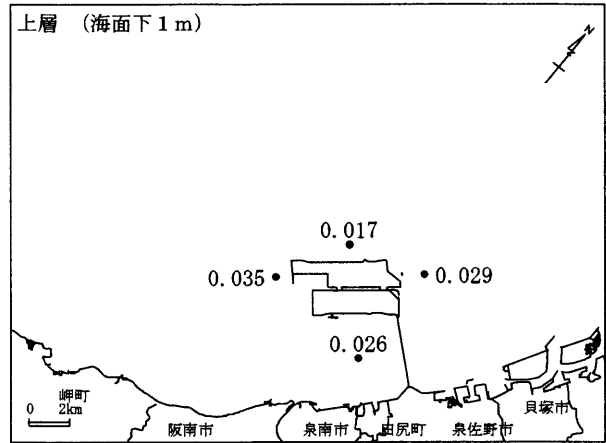 上層 (海面下1m)
N
0.017
0.035
0.029
0.026
岬町
0 2km
阪南市
泉南市
田尻町
泉佐野市
貝塚市